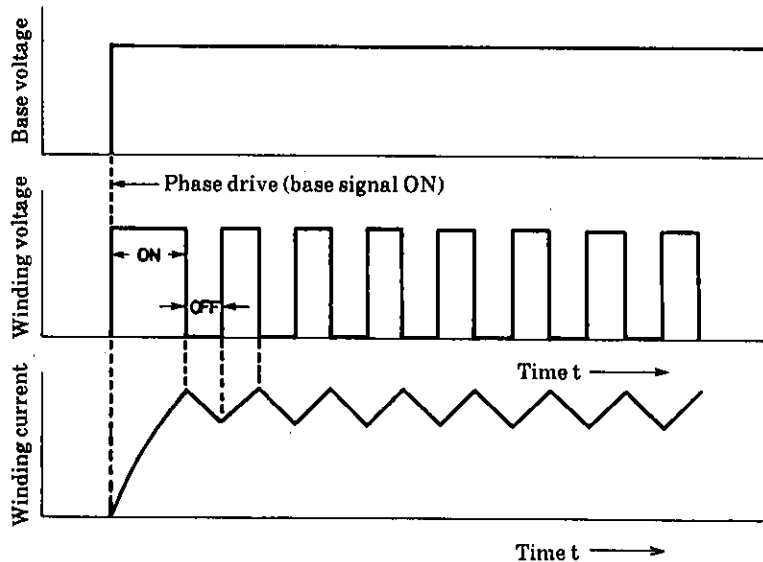 Base voltage
Phase drive (base signal ON)
Winding voltage
ON
OFF
Time t
Winding current
Time t